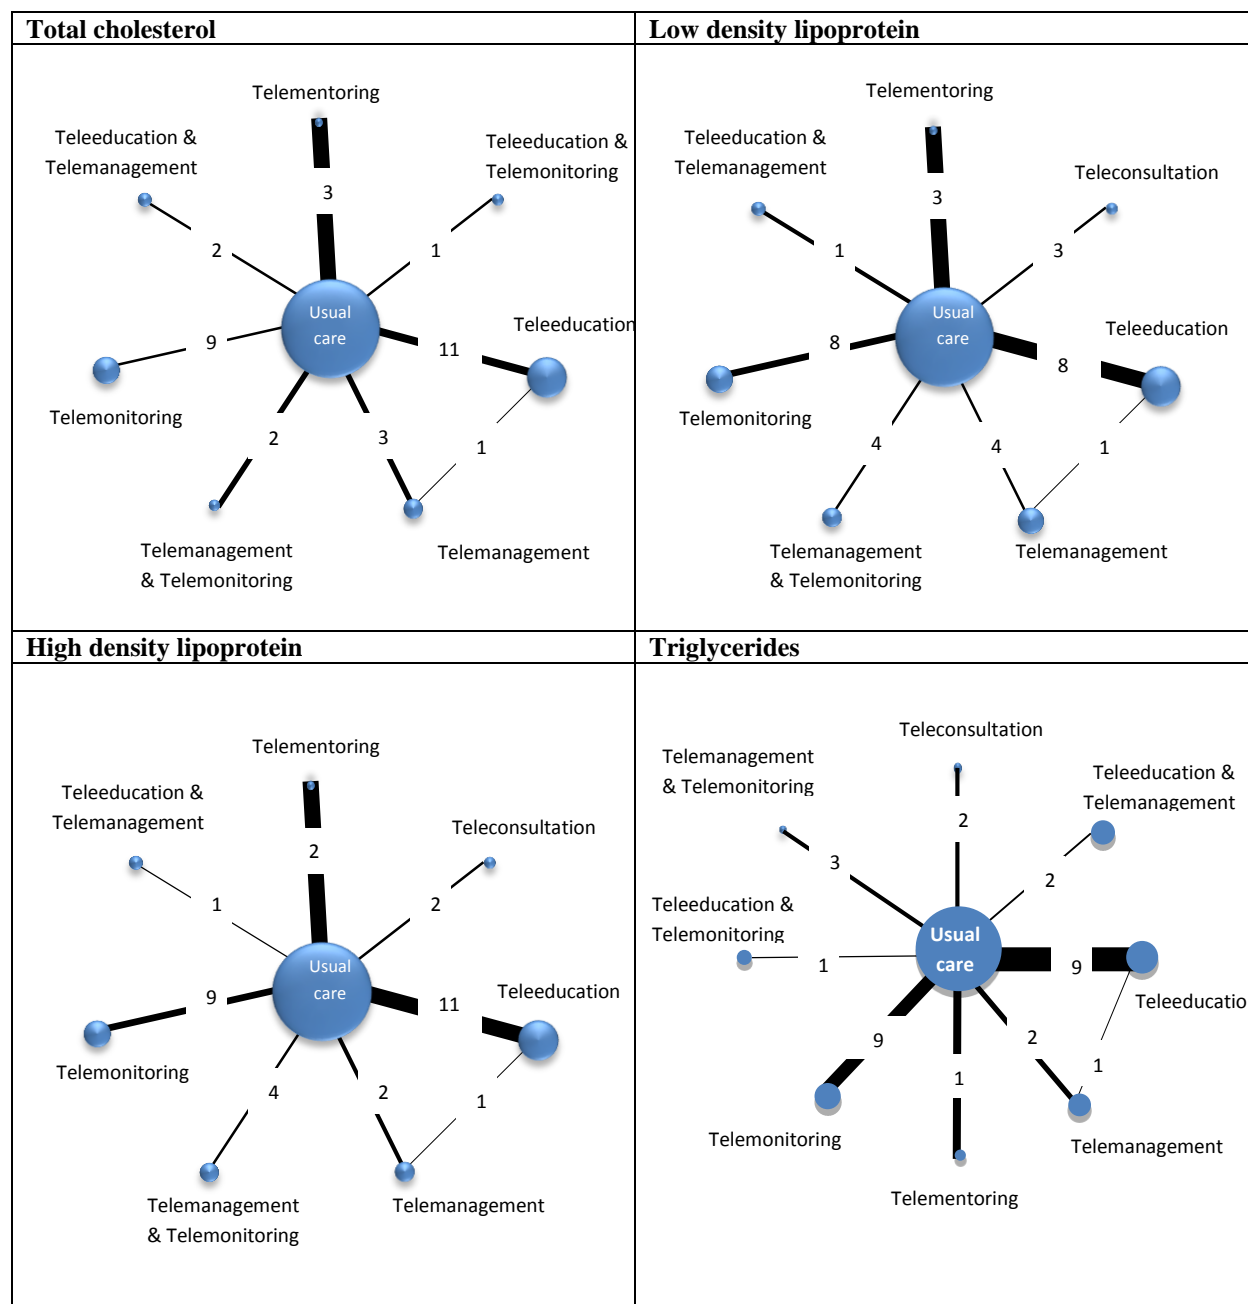 Total cholesterol
Telementoring
Teleeducation &
Telemanagement
Teleeducation &
Telemonitoring
3
2
1
Usual
care
Teleeducation
9
11
Telemonitoring
2
3
1
Telemanagement
& Telemonitoring
Telemanagement
Low density lipoprotein
Telementoring
Teleeducation &
Telemanagement
Teleconsultation
3
1
3
Usual
care
Teleeducation
8
8
Telemonitoring
4
4
1
Telemanagement
& Telemonitoring
Telemanagement
High density lipoprotein
Telementoring
Teleeducation &
Telemanagement
Teleconsultation
2
1
2
Usual
care
Teleeducation
9
11
Telemonitoring
4
2
1
Telemanagement
& Telemonitoring
Telemanagement
Triglycerides
Teleconsultation
Telemanagement
& Telemonitoring
Teleeducation &
Telemanagement
2
3
2
Teleeducation &
Telemonitoring
Usual
care
1
9
Teleeducatio
9
2
1
1
Telemonitoring
Telemanagement
Telementoring